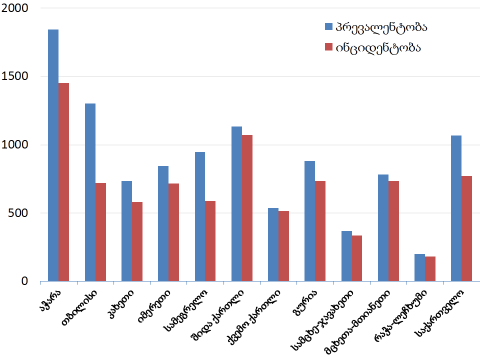 2000
პრევალენტობა
ინციდენტობა
1500
1000
500
0
აჭარა
თბილისი
კახეთი
იმერეთი
სამეგრელო
შიდა ქართლი
ქვემო ქართლი
გურია
სამცხე-ჯავახეთი
მცხეთა-მთიანეთი
რაჭა-ლეჩხუმი
საქართველო